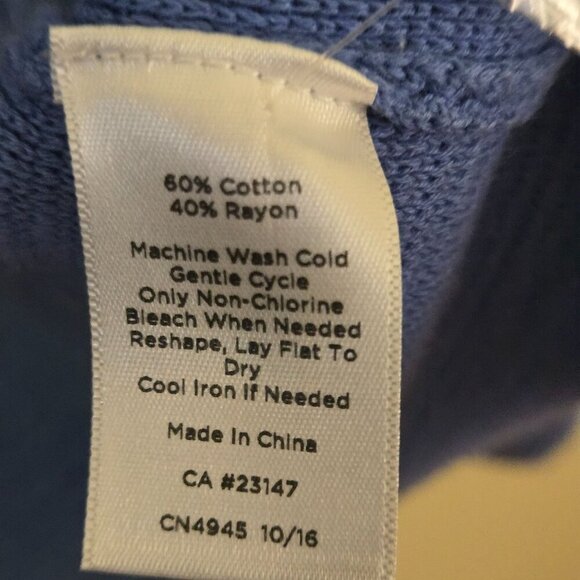 60% Cotton
40% Rayon
Machine Wash Cold
Gentle Cycle
Only Non-Chlorine
Bleach When Needed
Reshape, Lay Flat To
Dry
Cool Iron If Needed
Made In China
CA #23147
CN4945 10/16